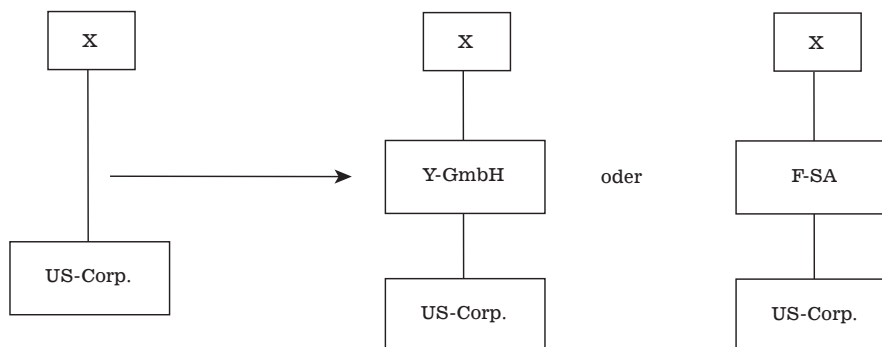 X
X
X
Y-GmbH
oder
F-SA
US-Corp.
US-Corp.
US-Corp.